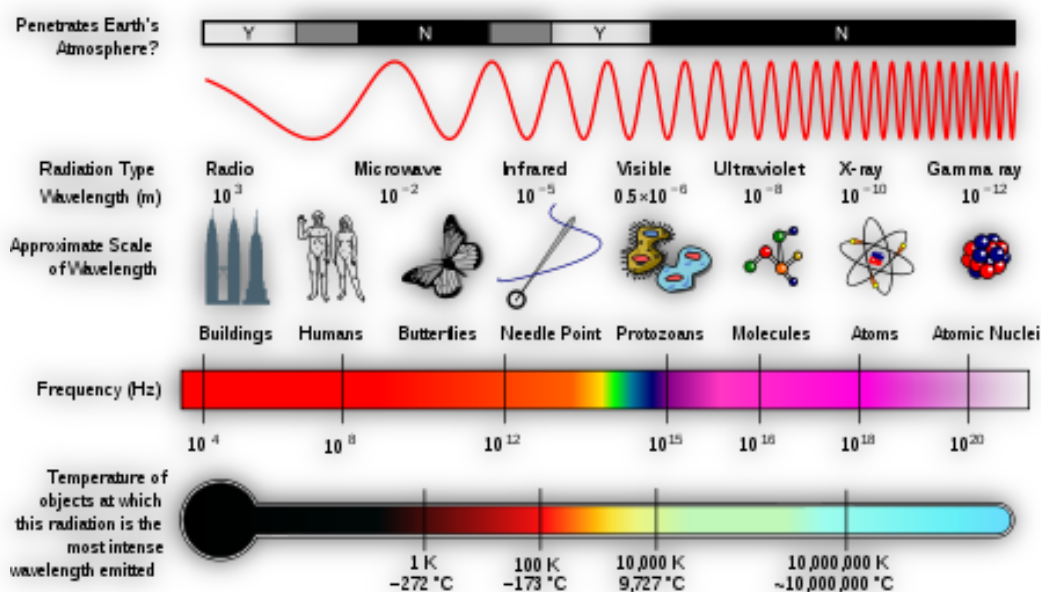 Penetrates Earth's
Atmosphere?
Y N Y N
Radiation Type
Wavelength (m)
Radio Microwave Infrared Visible Ultraviolet X-ray Gamma ray
10³ 10⁻² 10⁻⁵ 0.5×10⁻⁶ 10⁻⁸ 10⁻¹⁰ 10⁻¹²
Approximate Scale
of Wavelength
Buildings Humans Butterflies Needle Point Protozoans Molecules Atoms Atomic Nuclei
Frequency (Hz)
10⁴ 10⁸ 10¹² 10¹⁵ 10¹⁶ 10¹⁸ 10²⁰
Temperature of
objects at which
this radiation is the
most intense
wavelength emitted
1 K 100 K 10,000 K 10,000,000 K
−272 °C −173 °C 9,727 °C ~10,000,000 °C